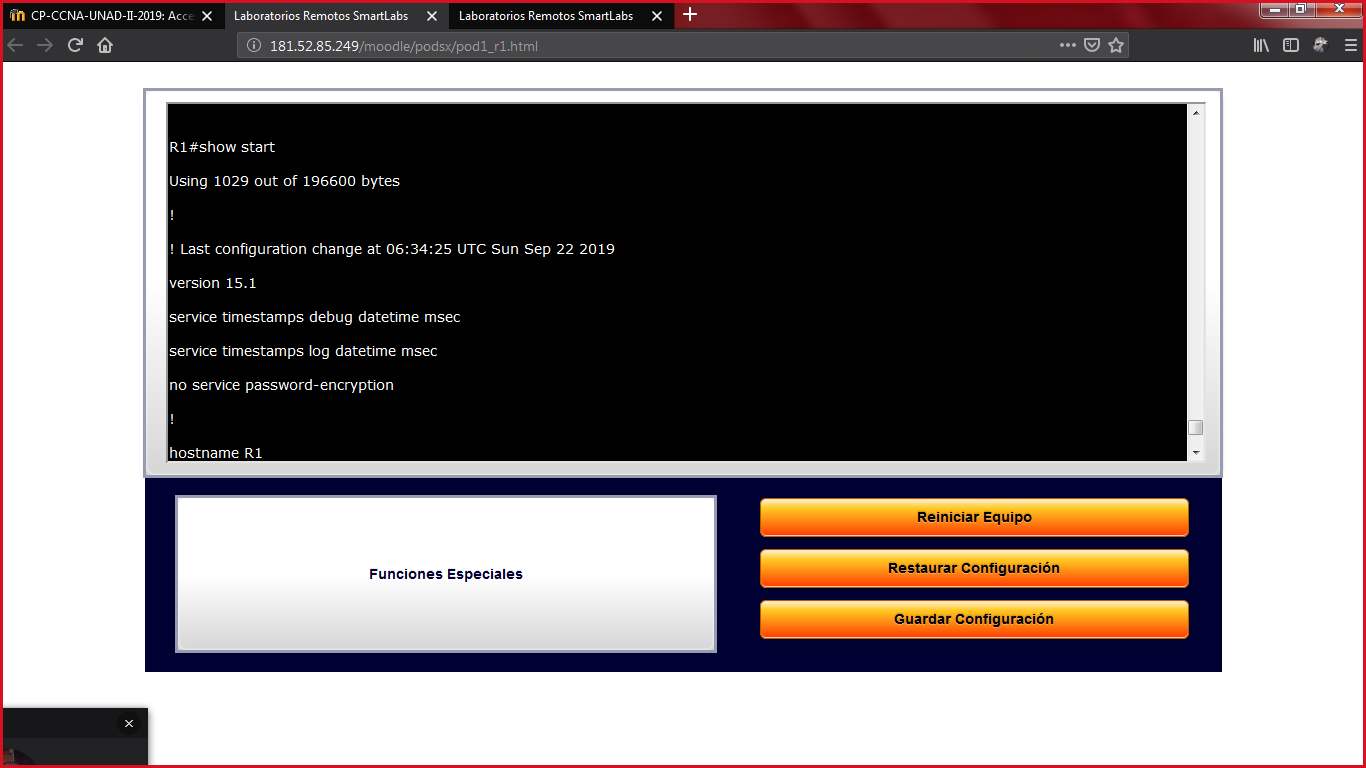 CP-CCNA-UNAD-II-2019: Acce
Laboratorios Remotos SmartLabs
Laboratorios Remotos SmartLabs
181.52.85.249/moodle/podsx/pod1_r1.html
R1#show start
Using 1029 out of 196600 bytes
!
! Last configuration change at 06:34:25 UTC Sun Sep 22 2019
version 15.1
service timestamps debug datetime msec
service timestamps log datetime msec
no service password-encryption
!
hostname R1
Funciones Especiales
Reiniciar Equipo
Restaurar Configuración
Guardar Configuración